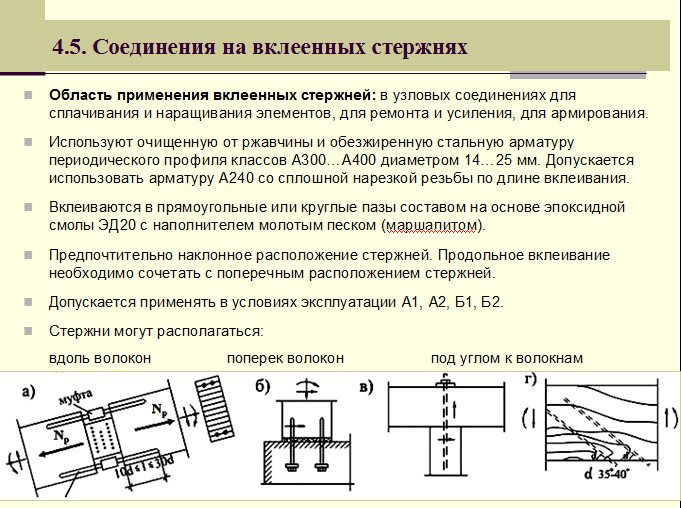 4.5. Соединения на вклеенных стержнях
Область применения вклеенных стержней: в узловых соединениях для
сплачивания и наращивания элементов, для ремонта и усиления, для армирования.
Используют очищенную от ржавчины и обезжиренную стальную арматуру
периодического профиля классов А300…А400 диаметром 14…25 мм. Допускается
использовать арматуру А240 со сплошной нарезкой резьбы по длине вклеивания.
Вклеиваются в прямоугольные или круглые пазы составом на основе эпоксидной
смолы ЭД20 с наполнителем молотым песком (маршалитом).
Предпочтительно наклонное расположение стержней. Продольное вклеивание
необходимо сочетать с поперечным расположением стержней.
Допускается применять в условиях эксплуатации А1, А2, Б1, Б2.
Стержни могут располагаться:
вдоль волокон поперек волокон под углом к волокнам
а) б) в) г)
муфта
Nр Nр
10d≤l≤30d
d 35-40°